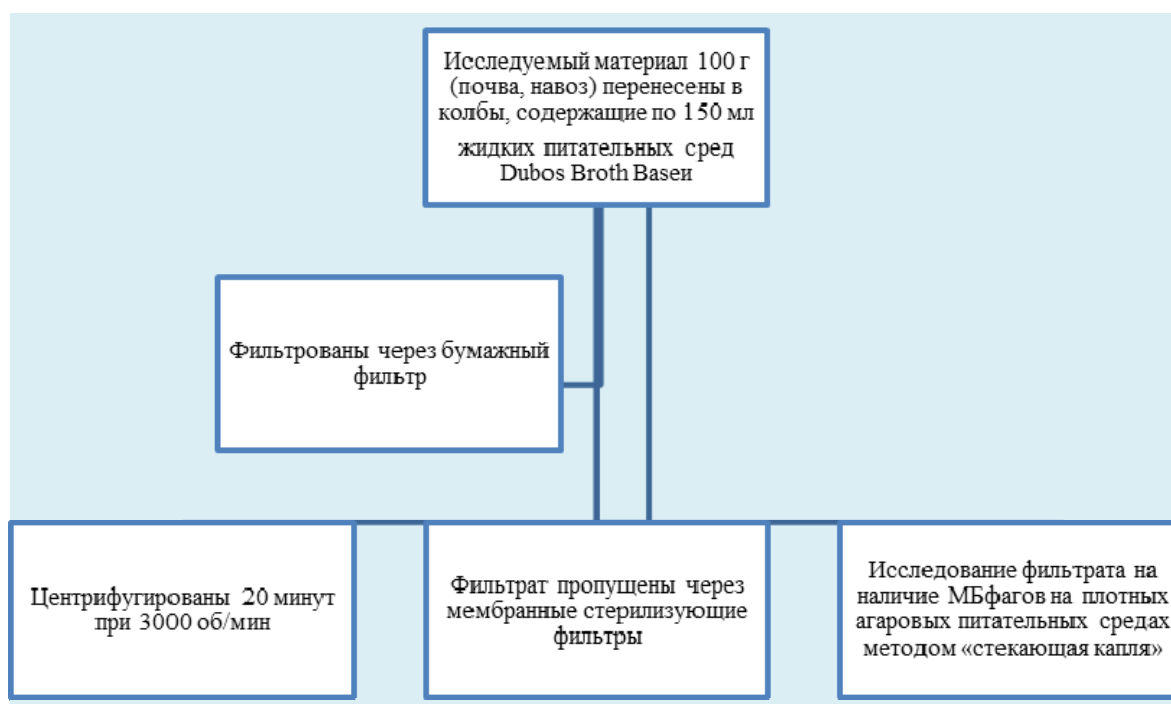 Исследуемый материал 100 г
(почва, навоз) перенесены в
колбы, содержащие по 150 мл
жидких питательных сред
Dubos Broth Baseи
Фильтрованы через бумажный
фильтр
Центрифугированы 20 минут
при 3000 об/мин
Фильтрат пропущены через
мембранные стерилизующие
фильтры
Исследование фильтрата на
наличие МБфагов на плотных
агаровых питательных средах
методом «стекающая капля»